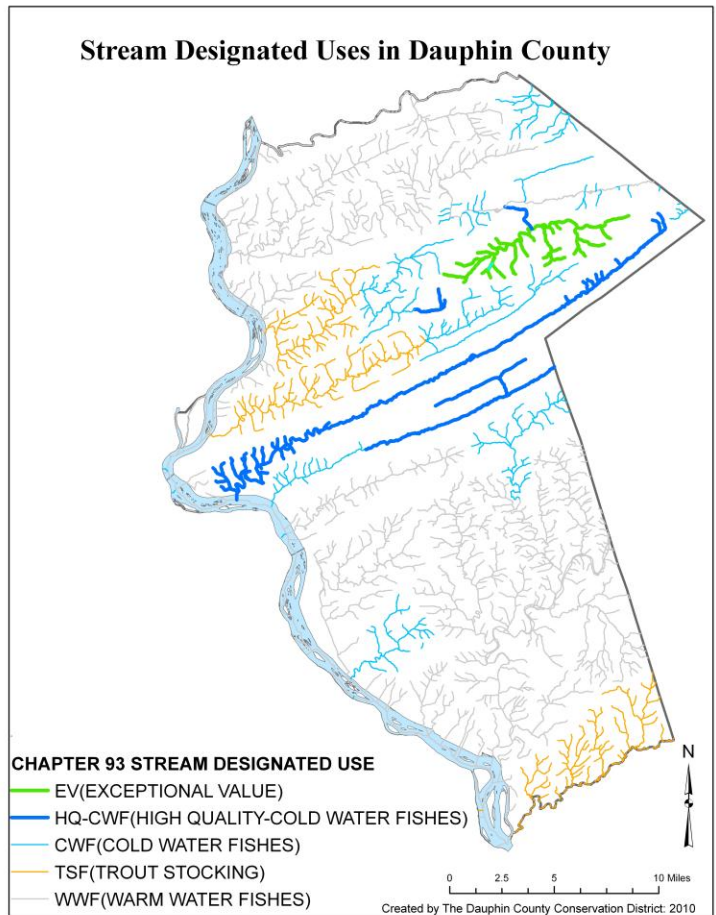 Stream Designated Uses in Dauphin County
CHAPTER 93 STREAM DESIGNATED USE
EV(EXCEPTIONAL VALUE)
HQ-CWF(HIGH QUALITY-COLD WATER FISHES)
CWF(COLD WATER FISHES)
TSF(TROUT STOCKING)
WWF(WARM WATER FISHES)
N
0 2.5 5 10 Miles
Created by The Dauphin County Conservation District: 2010